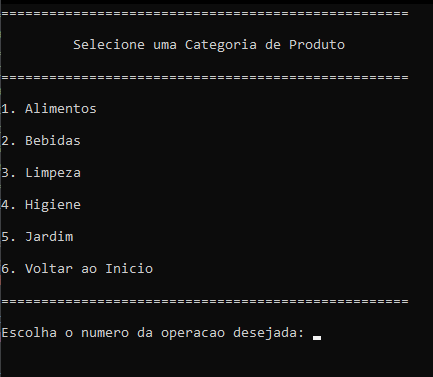 ===================================================
Selecione uma Categoria de Produto
===================================================
1. Alimentos
2. Bebidas
3. Limpeza
4. Higiene
5. Jardim
6. Voltar ao Inicio
===================================================
Escolha o numero da operacao desejada: